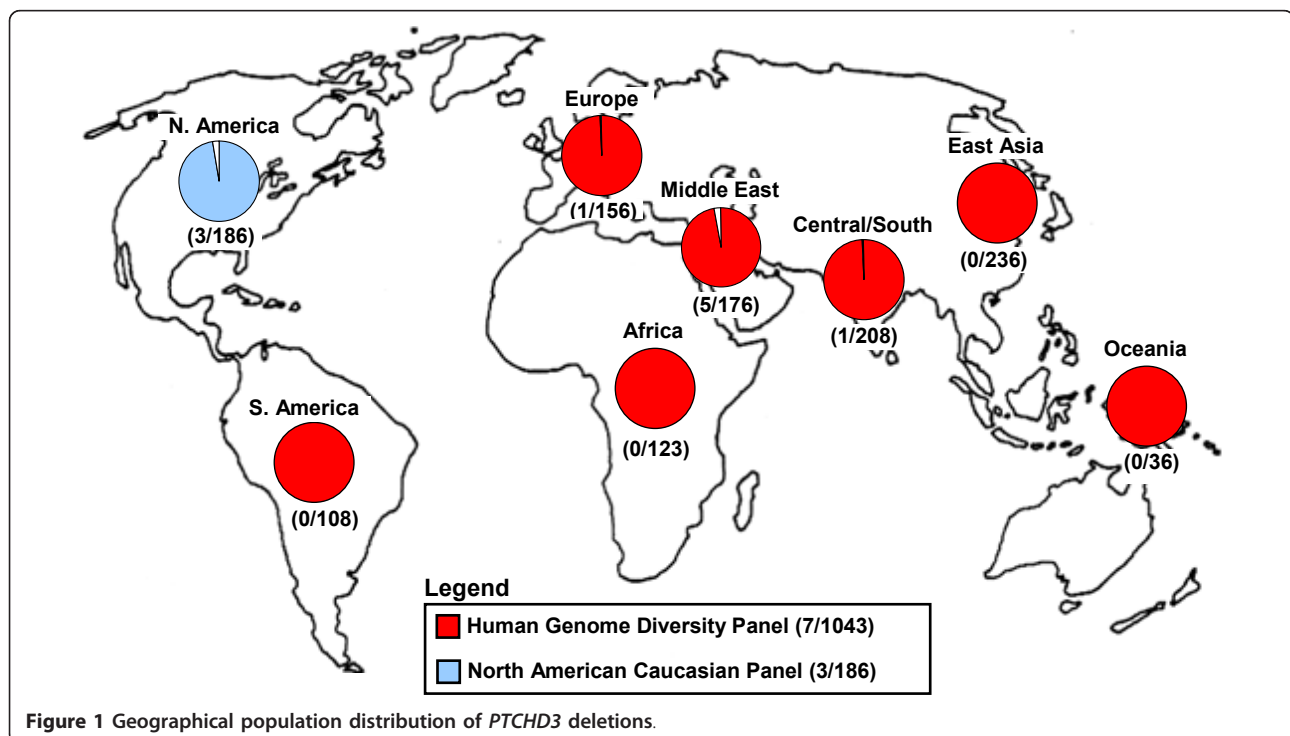 N. America
(3/186)
Europe
(1/156)
Middle East
(5/176)
Central/South
(1/208)
East Asia
(0/236)
Africa
(0/123)
S. America
(0/108)
Oceania
(0/36)
Legend
Human Genome Diversity Panel (7/1043)
North American Caucasian Panel (3/186)
Figure 1 Geographical population distribution of PTCHD3 deletions.